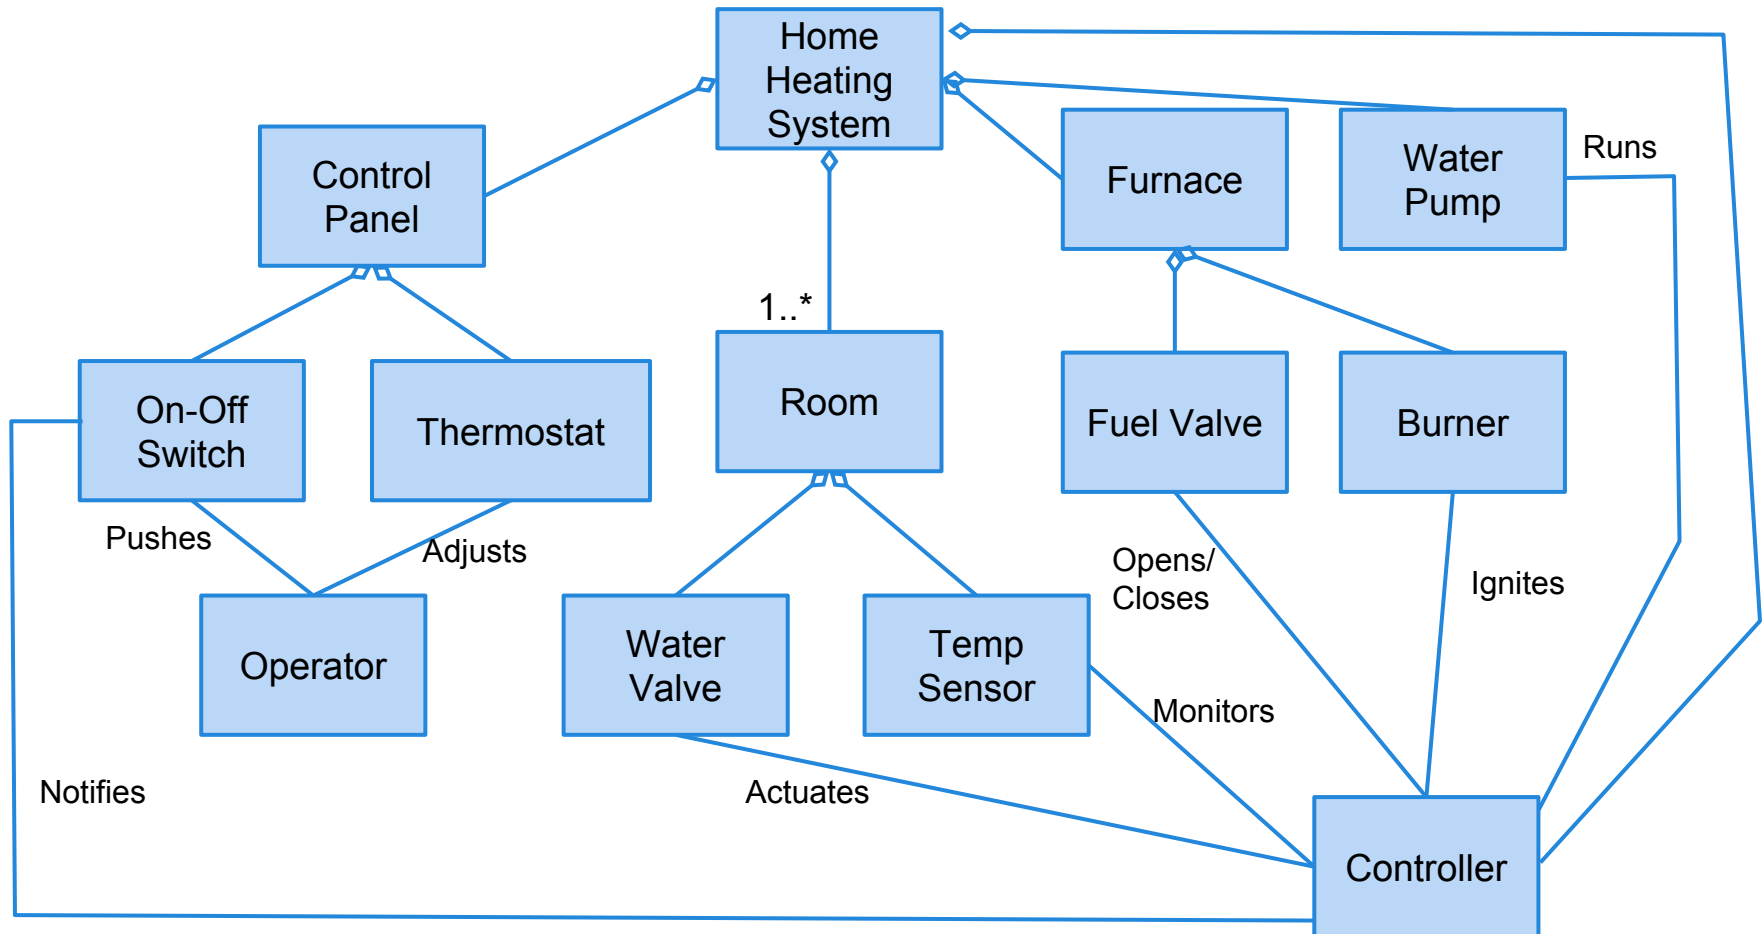 Home
Heating
System
Control
Panel
Furnace
Water
Pump
Runs
1..*
On-Off
Switch
Thermostat
Room
Fuel Valve
Burner
Pushes
Adjusts
Opens/
Closes
Ignites
Operator
Water
Valve
Temp
Sensor
Monitors
Notifies
Actuates
Controller